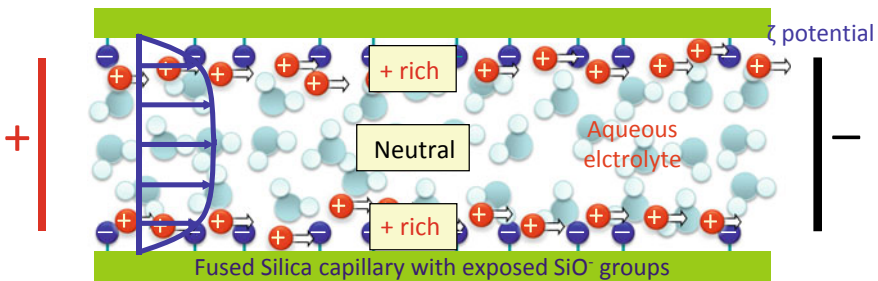 ζ potential
+ rich
Neutral
Aqueous
elctrolyte
+ rich
Fused Silica capillary with exposed SiO⁻ groups
+
−